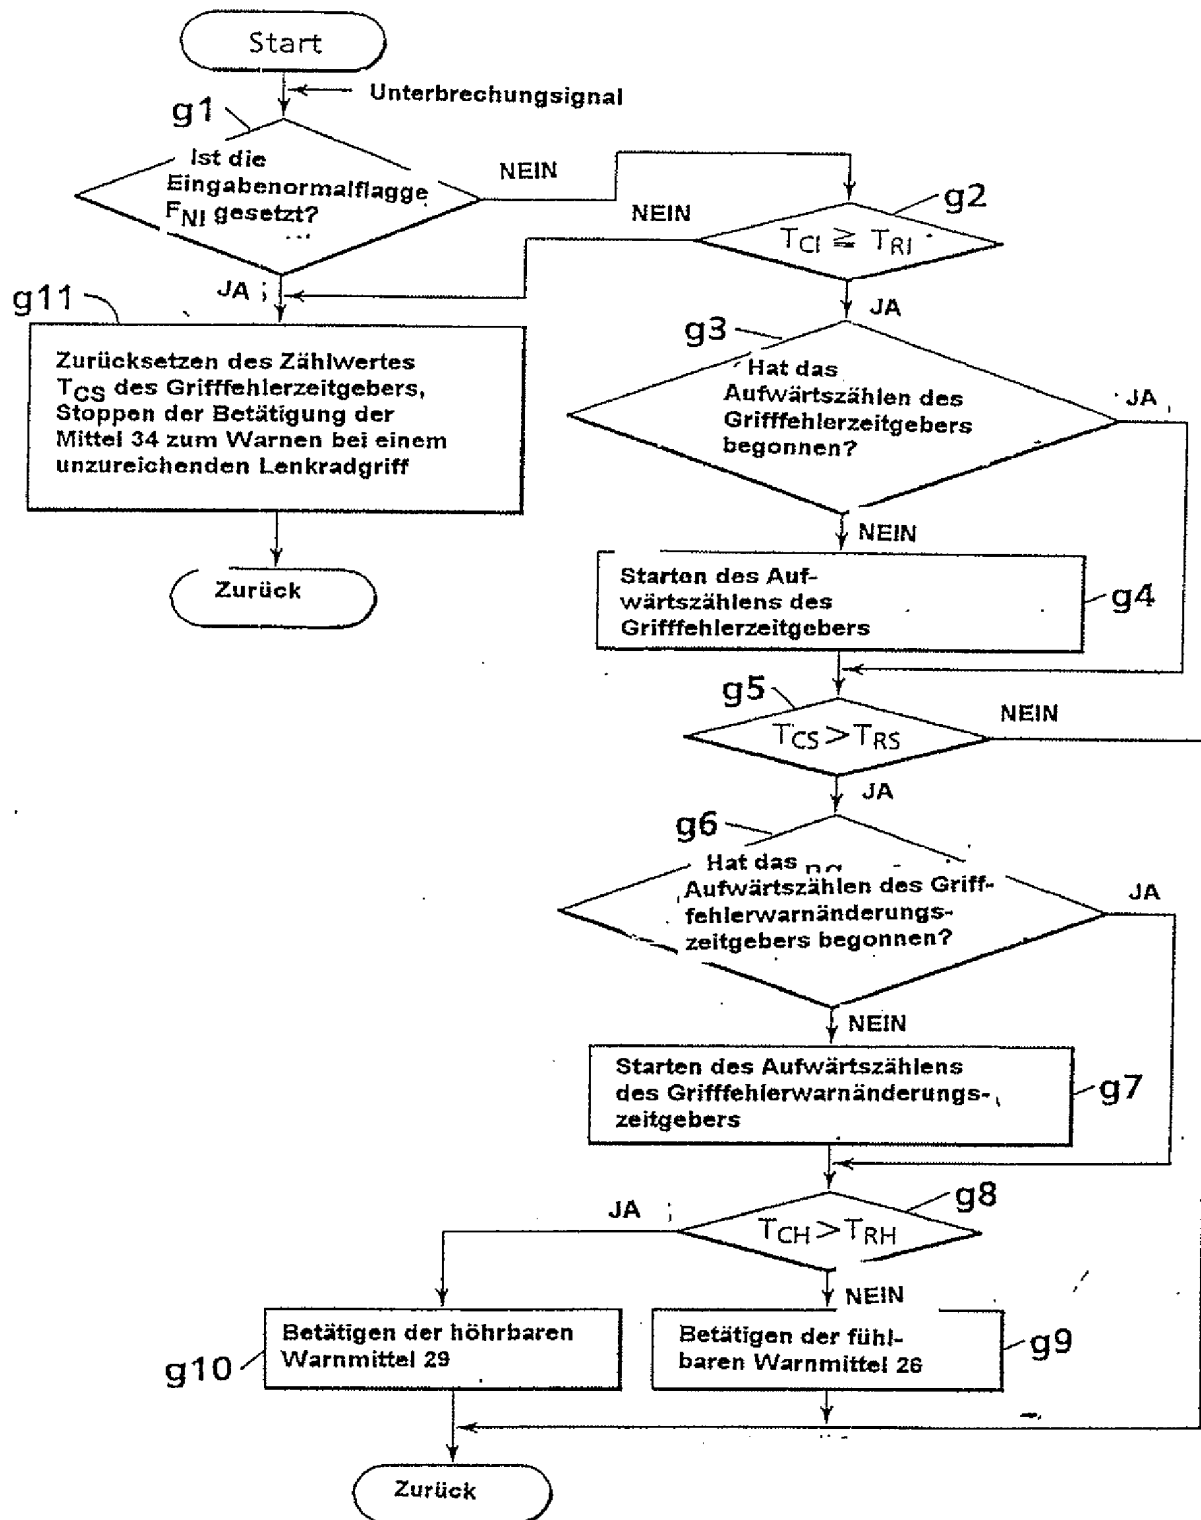 Start
Unterbrechungsignal
g1
Ist die
Eingabenormalflagge
FNI gesetzt?
NEIN
NEIN
g2
TCI ≧ TRI
JA
JA
g11
Zurücksetzen des Zählwertes
TCS des Grifffehlerzeitgebers,
Stoppen der Betätigung der
Mittel 34 zum Warnen bei einem
unzureichenden Lenkradgriff
Zurück
g3
Hat das
Aufwärtszählen des
Grifffehlerzeitgebers
begonnen?
JA
NEIN
Starten des Auf-
wärtszählens des
Grifffehlerzeitgebers
g4
g5
TCS > TRS
NEIN
JA
g6
Hat das
Aufwärtszählen des Griff-
fehlerwarnänderungs-
zeitgebers begonnen?
JA
NEIN
Starten des Aufwärtszählens
des Grifffehlerwarnänderungs-
zeitgebers
g7
g8
JA
TCH > TRH
NEIN
Betätigen der höhrbaren
Warnmittel 29
g10
Betätigen der fühl-
baren Warnmittel 26
g9
Zurück